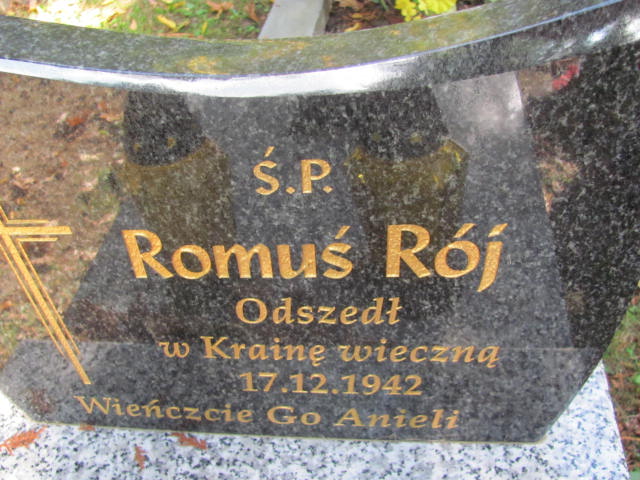 Ś.P.
Romuś Rój
Odszedł
w Krainę wieczną
17.12.1942
Wieńczcie Go Anieli